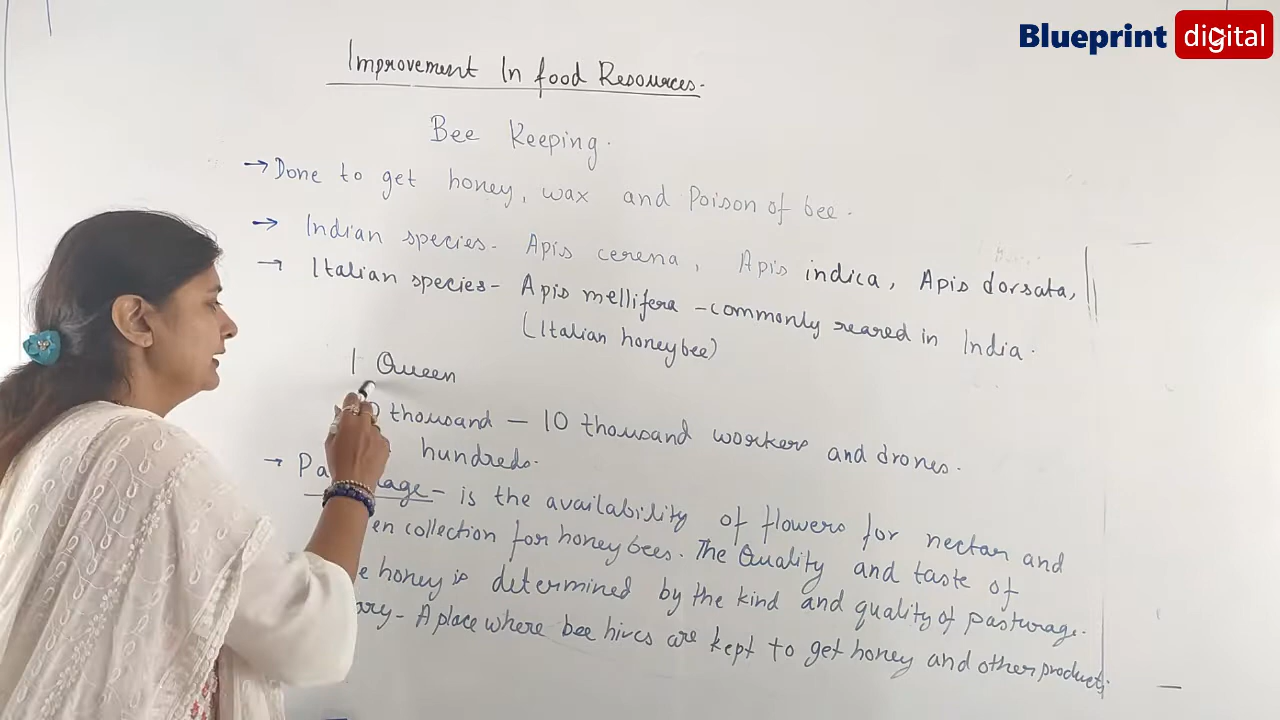 Blueprint digital
Improvement In food Resources.
Bee Keeping.
→ Done to get honey, wax and Poison of bee.
→ Indian species- Apis cerena, Apis indica, Apis dorsata,
→ Italian species- Apis mellifera - commonly reared in India.
(Italian honeybee)
1 Queen
thousand - 10 thousand workers and drones.
hundreds.
→ Pa age- is the availability of flowers for nectar and
en collection for honeybees. The Quality and taste of
e honey is determined by the kind and quality of pasturage.
ary- A place where bee hives are kept to get honey and other product